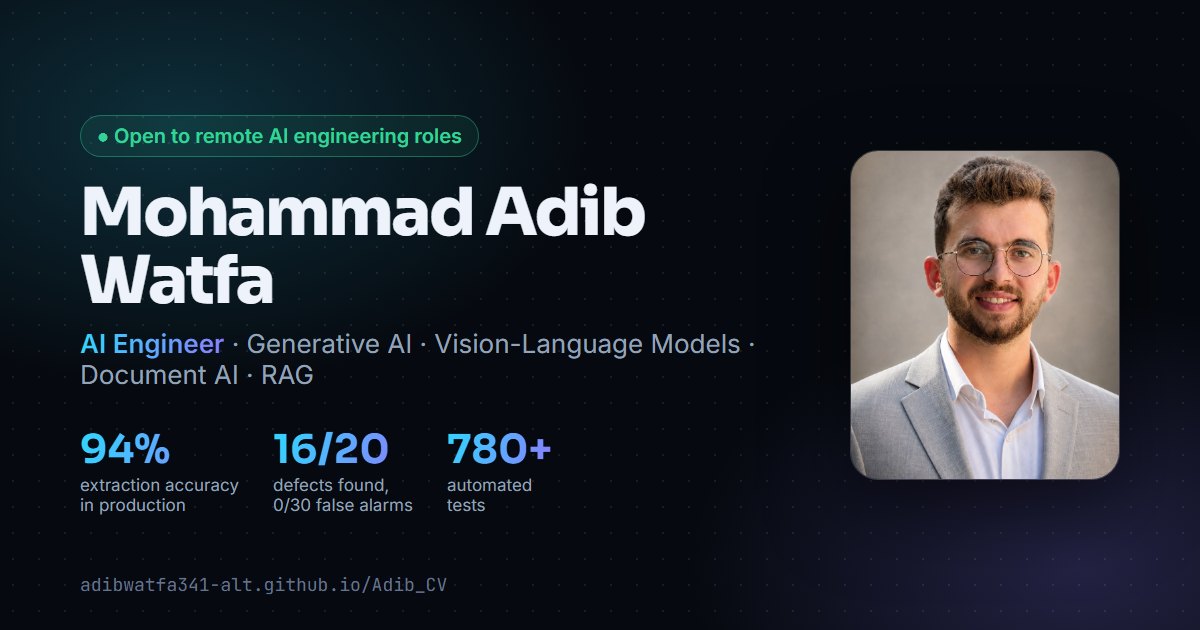 ● Open to remote AI engineering roles
Mohammad Adib
Watfa
AI Engineer · Generative AI · Vision-Language Models ·
Document AI · RAG
94%
extraction accuracy
in production
16/20
defects found,
0/30 false alarms
780+
automated
tests
adibwatfa341-alt.github.io/Adib_CV